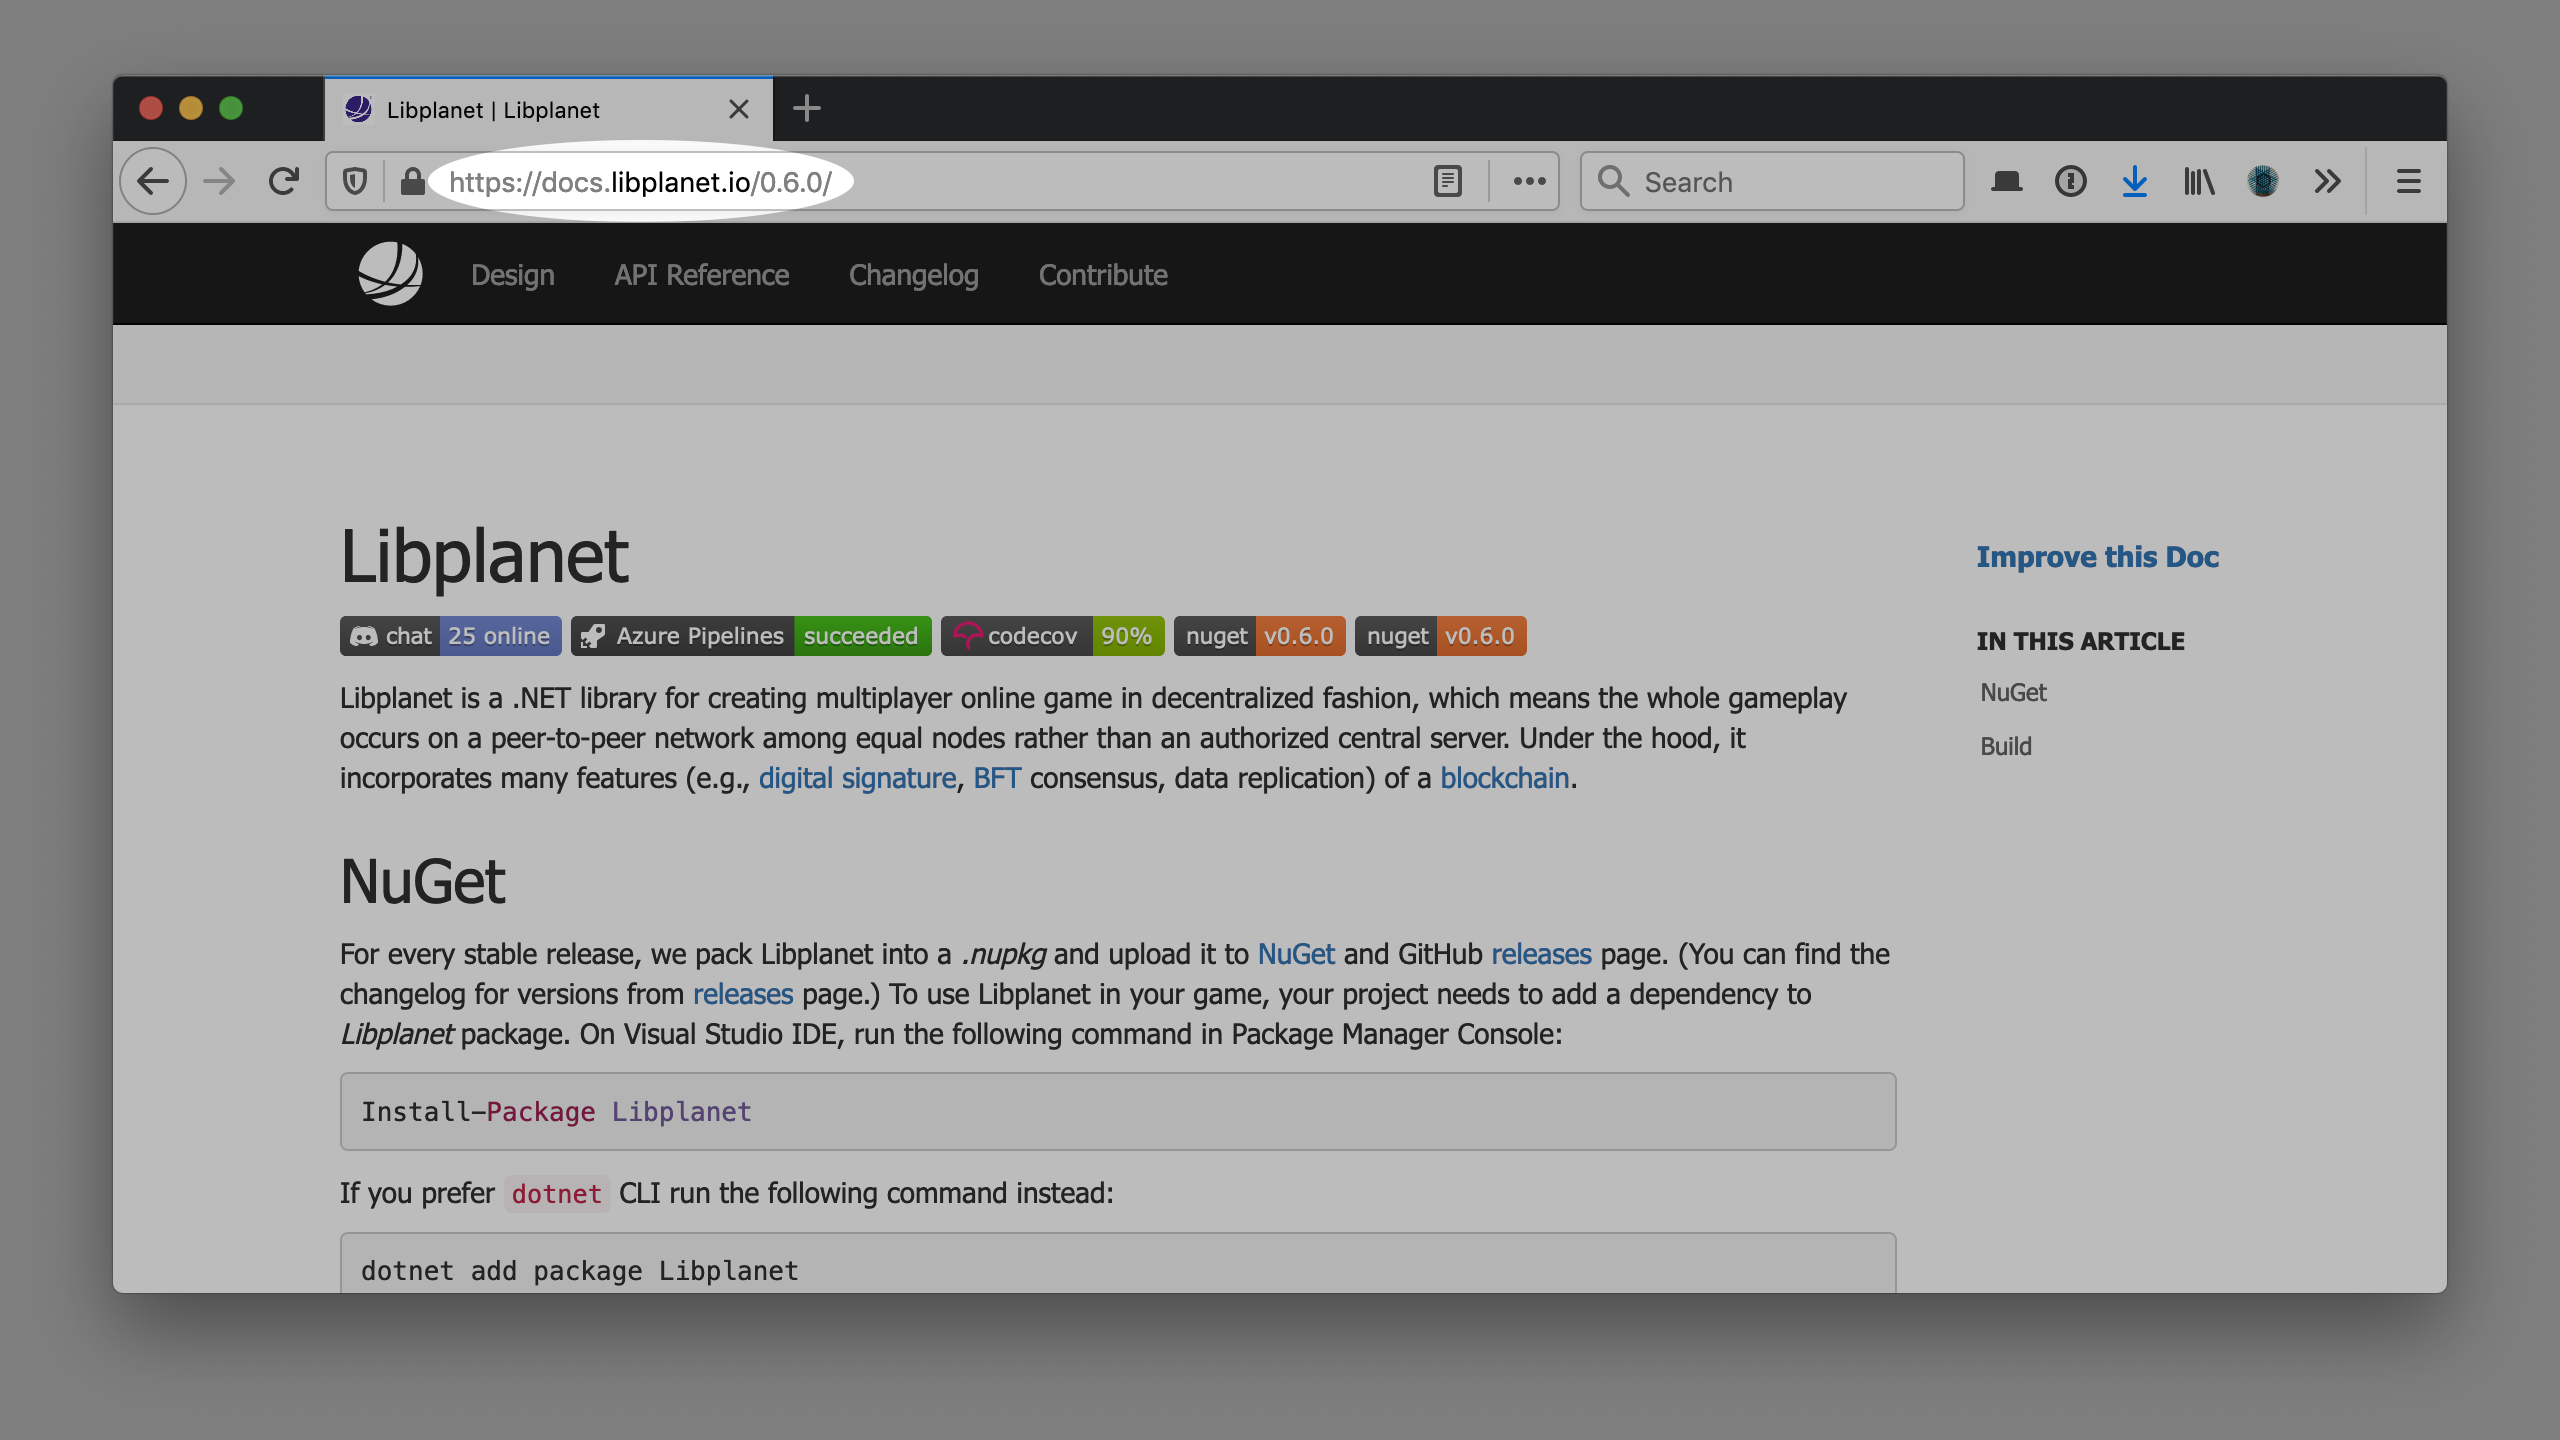 Libplanet | Libplanet
https://docs.libplanet.io/0.6.0/
Search
Design API Reference Changelog Contribute
Libplanet
chat 25 online Azure Pipelines succeeded codecov 90% nuget v0.6.0 nuget v0.6.0
Libplanet is a .NET library for creating multiplayer online game in decentralized fashion, which means the whole gameplay
occurs on a peer-to-peer network among equal nodes rather than an authorized central server. Under the hood, it
incorporates many features (e.g., digital signature, BFT consensus, data replication) of a blockchain.
NuGet
For every stable release, we pack Libplanet into a .nupkg and upload it to NuGet and GitHub releases page. (You can find the
changelog for versions from releases page.) To use Libplanet in your game, your project needs to add a dependency to
Libplanet package. On Visual Studio IDE, run the following command in Package Manager Console:
Install-Package Libplanet
If you prefer dotnet CLI run the following command instead:
dotnet add package Libplanet
Improve this Doc
IN THIS ARTICLE
NuGet
Build